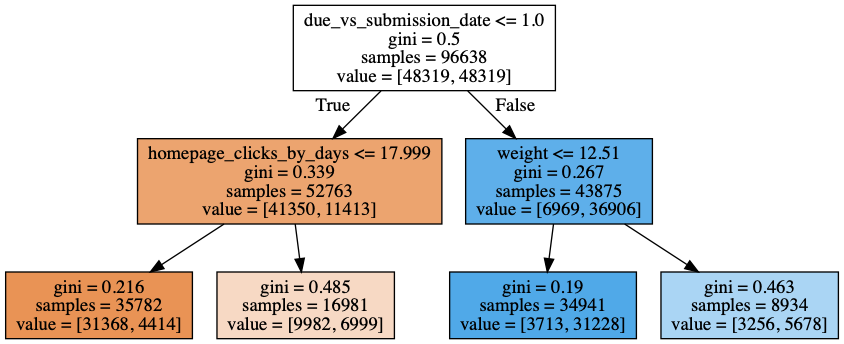 due_vs_submission_date <= 1.0
gini = 0.5
samples = 96638
value = [48319, 48319]
True
False
homepage_clicks_by_days <= 17.999
gini = 0.339
samples = 52763
value = [41350, 11413]
weight <= 12.51
gini = 0.267
samples = 43875
value = [6969, 36906]
gini = 0.216
samples = 35782
value = [31368, 4414]
gini = 0.485
samples = 16981
value = [9982, 6999]
gini = 0.19
samples = 34941
value = [3713, 31228]
gini = 0.463
samples = 8934
value = [3256, 5678]